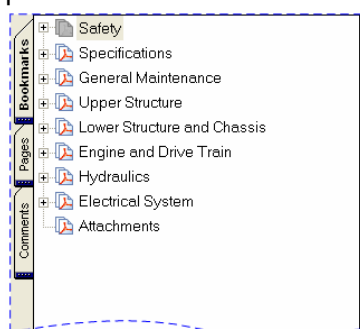 Bookmarks
Pages
Comments
Safety
Specifications
General Maintenance
Upper Structure
Lower Structure and Chassis
Engine and Drive Train
Hydraulics
Electrical System
Attachments